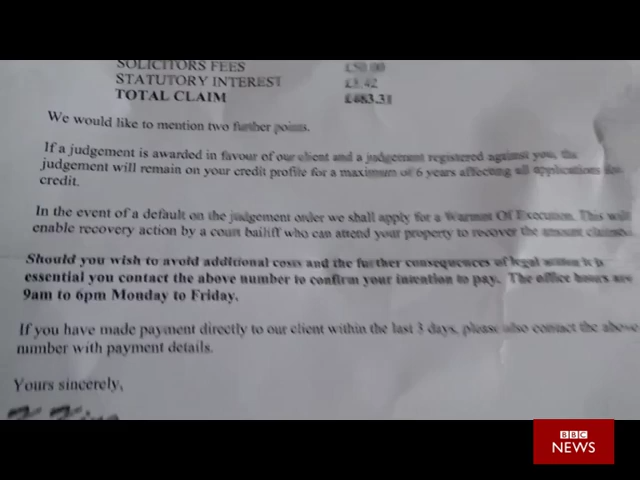 SOLICITORS FEES £50.00
STATUTORY INTEREST
TOTAL CLAIM £483.31
We would like to mention two further points.
If a judgement is awarded in favour of our client and a judgement registered against you, the
judgement will remain on your credit profile for a maximum of 6 years affecting all applications for
credit.
In the event of a default on the judgement order we shall apply for a Warrant Of Execution. This will
enable recovery action by a court bailiff who can attend your property to recover the amount claimed.
Should you wish to avoid additional costs and the further consequences of legal action it is
essential you contact the above number to confirm your intention to pay. The office hours are
9am to 6pm Monday to Friday.
If you have made payment directly to our client within the last 3 days, please also contact the above
number with payment details.
Yours sincerely,
BBC
NEWS